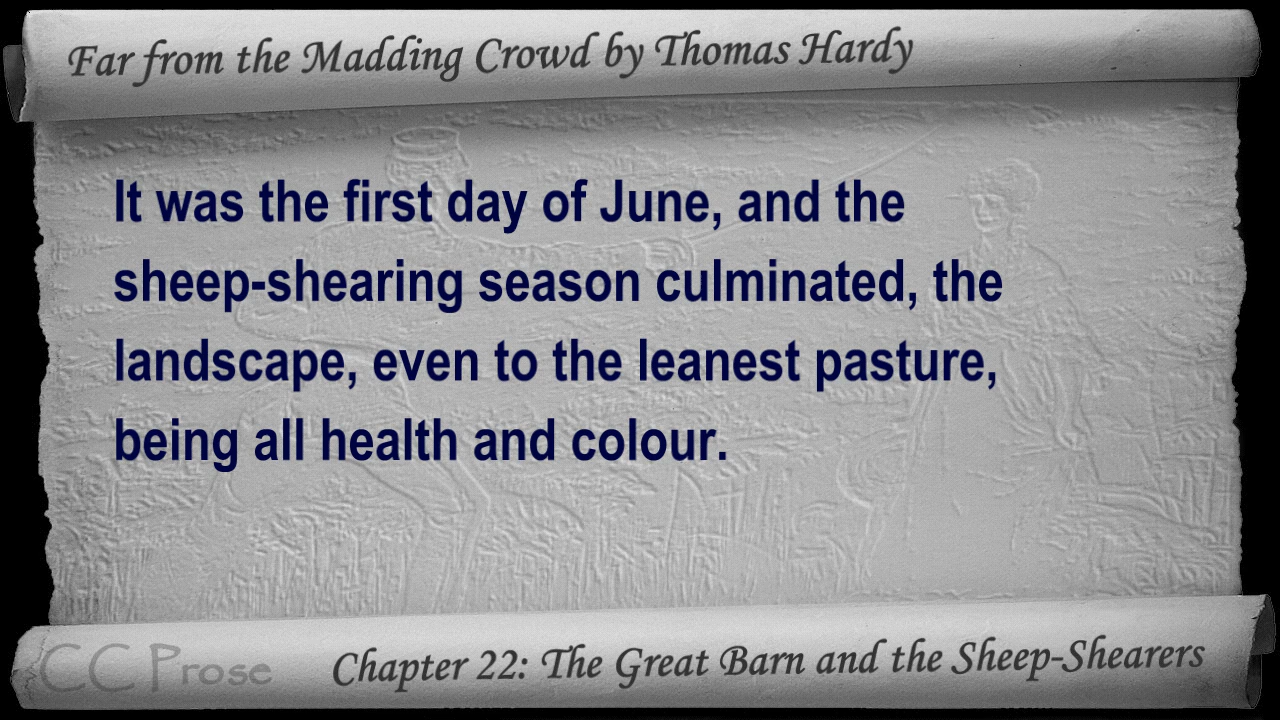 Far from the Madding Crowd by Thomas Hardy
It was the first day of June, and the
sheep-shearing season culminated, the
landscape, even to the leanest pasture,
being all health and colour.
CC Prose
Chapter 22: The Great Barn and the Sheep-Shearers